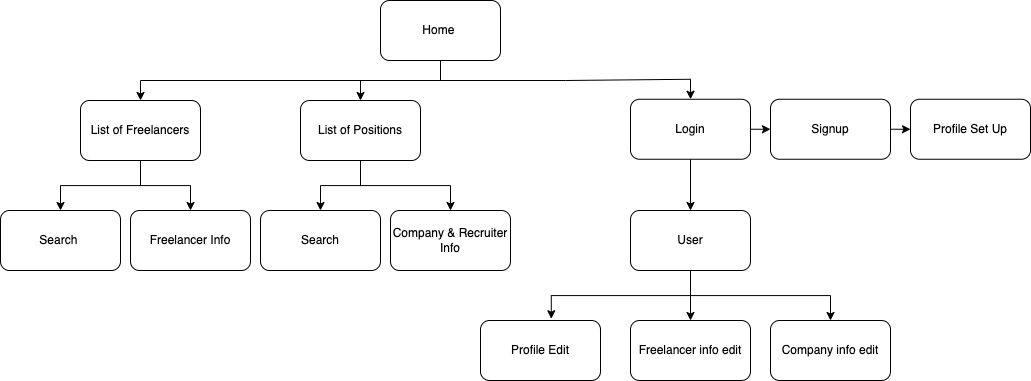 Home
List of Freelancers
List of Positions
Login
Signup
Profile Set Up
Search
Freelancer Info
Search
Company & Recruiter
Info
User
Profile Edit
Freelancer info edit
Company info edit